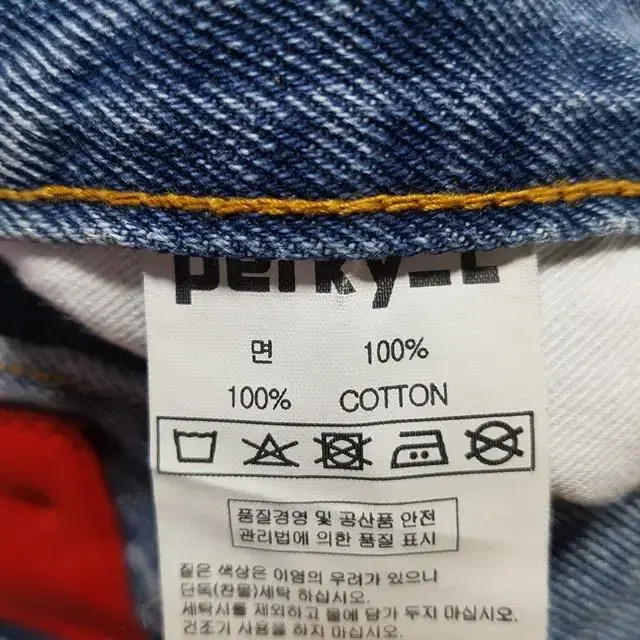 perky_t
면 100%
100% COTTON
품질경영 및 공산품 안전
관리법에 의한 품질 표시
짙은 색상은 이염의 우려가 있으니
단독(찬물)세탁 하십시오.
세탁시를 제외하고 물에 담가 두지 마십시오.
건조기 사용을 하지 마십시오.